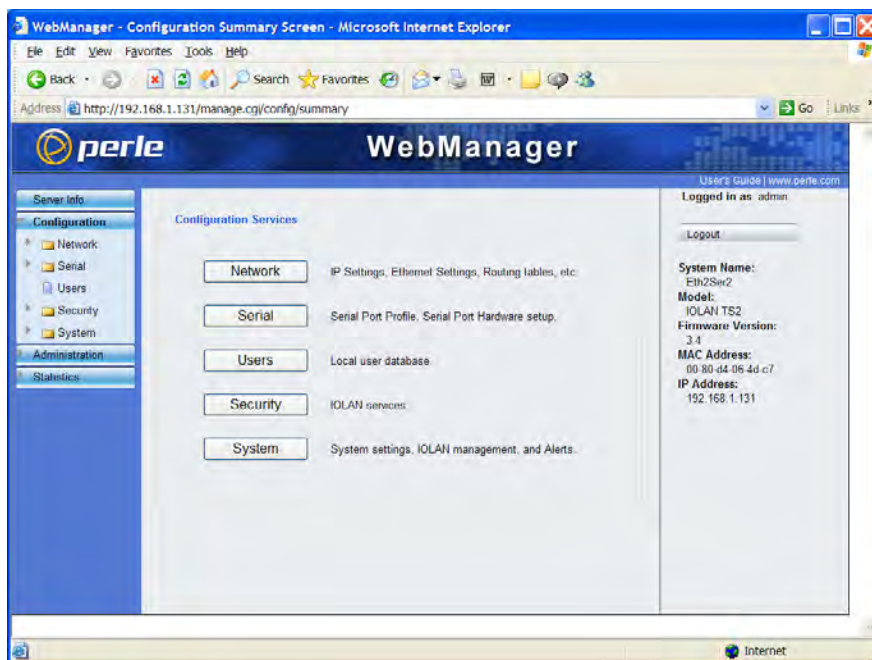 WebManager - Configuration Summary Screen - Microsoft Internet Explorer
File Edit View Favorites Tools Help
Back Search Favorites
Address http://192.168.1.131/manage.cgi/config/summary Go Links
perle WebManager
User's Guide | www.perle.com
Server Info
Configuration
Network
Serial
Users
Security
System
Administration
Statistics
Configuration Services
Network IP Settings, Ethernet Settings, Routing tables, etc.
Serial Serial Port Profile, Serial Port Hardware setup.
Users Local user database.
Security IOLAN services.
System System settings, IOLAN management, and Alerts.
Logged in as admin
Logout
System Name:
Eth2Ser2
Model:
IOLAN TS2
Firmware Version:
3.4
MAC Address:
00-80-d4-06-4d-c7
IP Address:
192.168.1.131
Internet